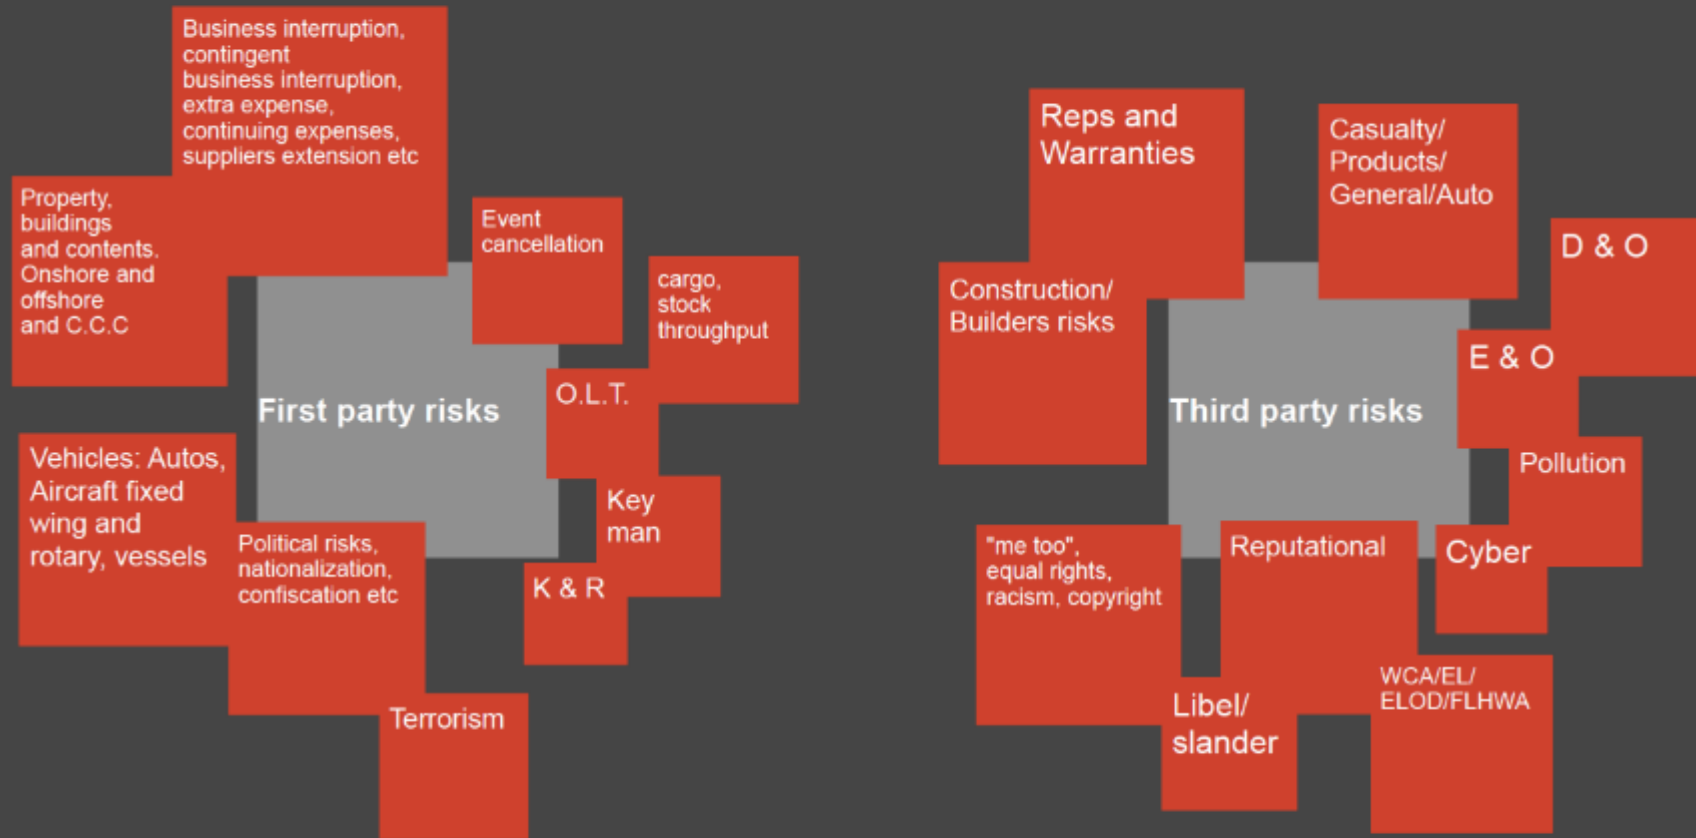 Business interruption,
contingent
business interruption,
extra expense,
continuing expenses,
suppliers extension etc
Property,
buildings
and contents.
Onshore and
offshore
and C.C.C
Event
cancellation
cargo,
stock
throughput
First party risks
O.L.T.
Vehicles: Autos,
Aircraft fixed
wing and
rotary, vessels
Key
man
Political risks,
nationalization,
confiscation etc
K & R
Terrorism
Reps and
Warranties
Casualty/
Products/
General/Auto
D & O
Construction/
Builders risks
E & O
Third party risks
Pollution
"me too",
equal rights,
racism, copyright
Reputational
Cyber
Libel/
slander
WCA/EL/
ELOD/FLHWA